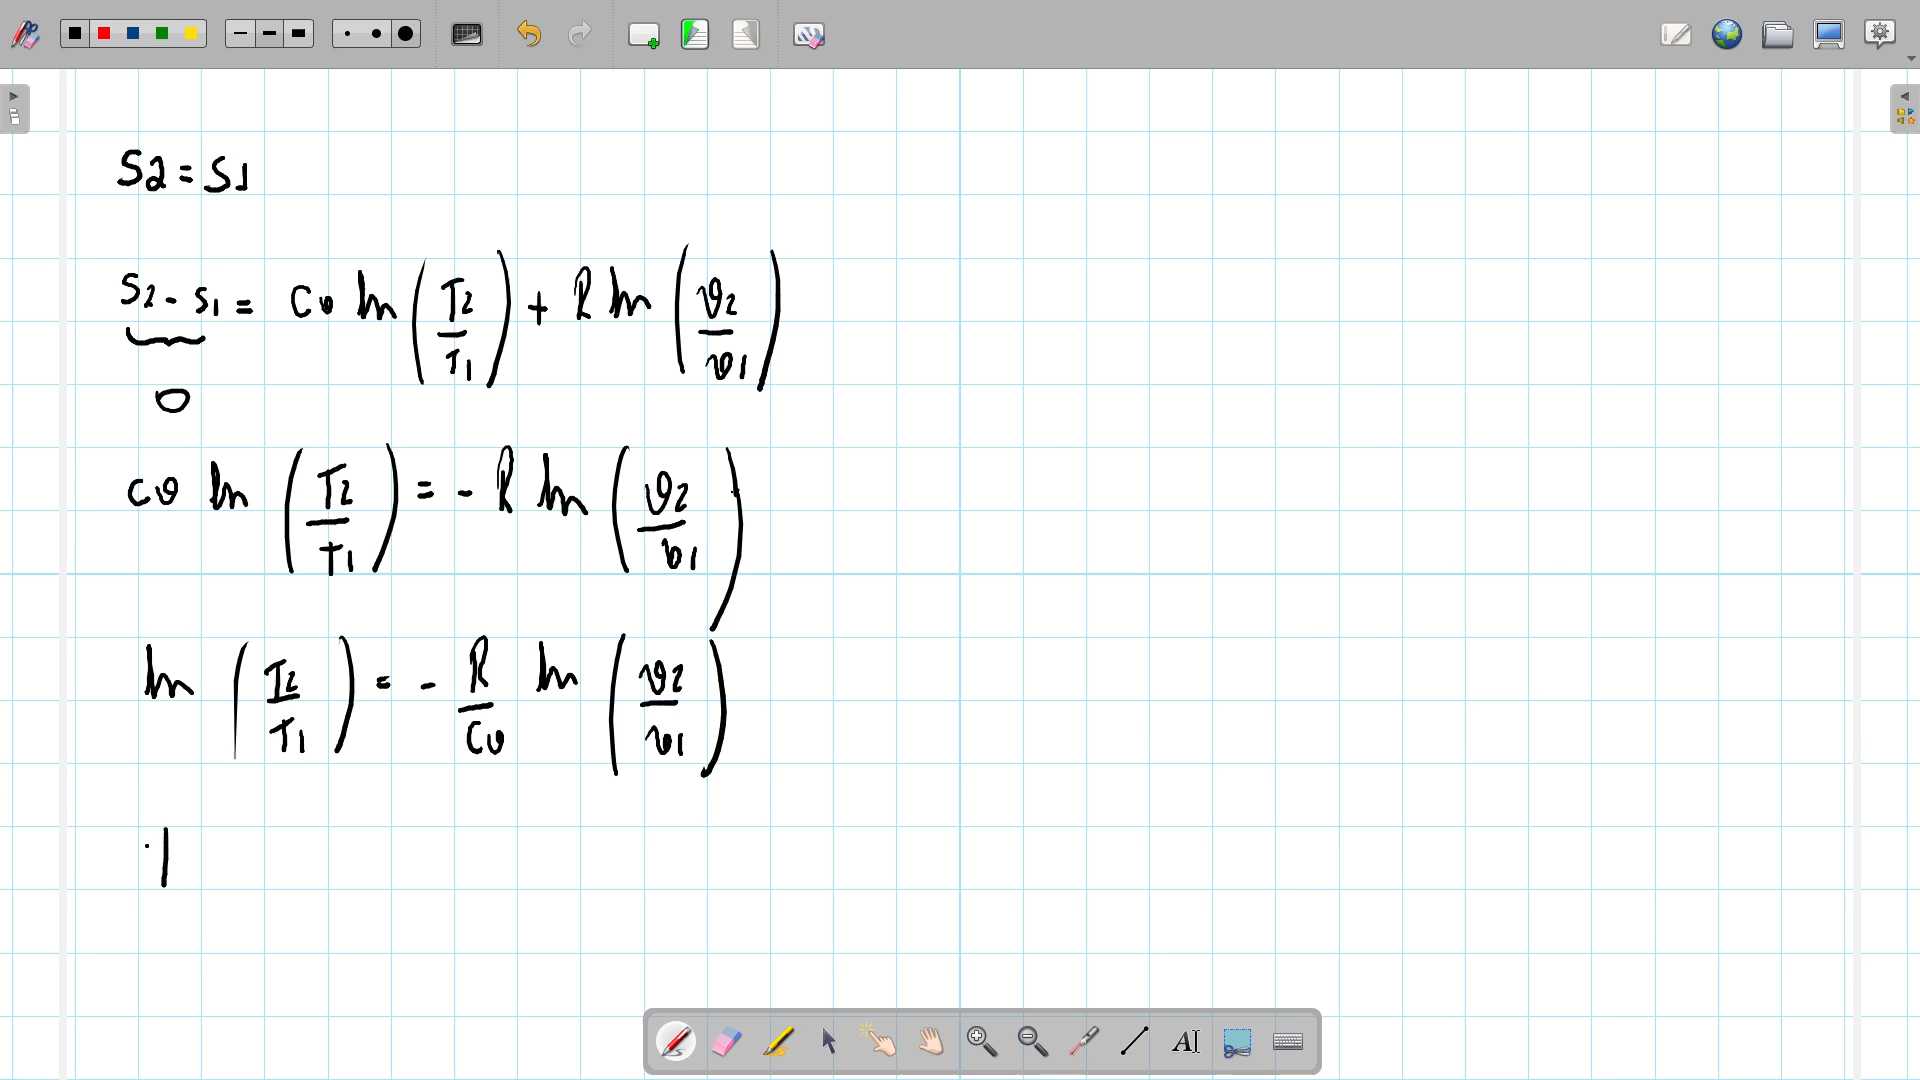 S2 = S1
S2 - S1 = Cv ln (T2/T1) + R ln (v2/v1)
0
Cv ln (T2/T1) = - R ln (v2/v1)
ln (T2/T1) = - R/Cv ln (v2/v1)
AI